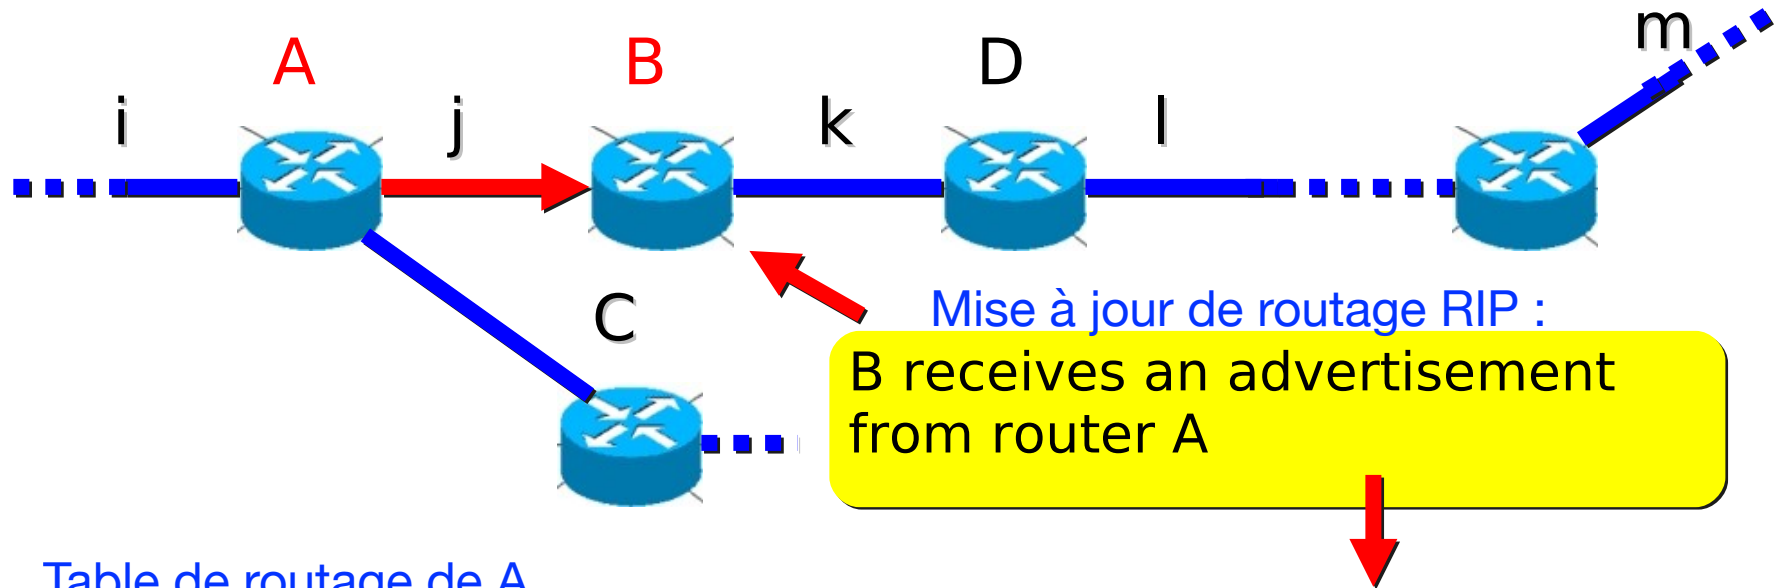 m
A
B
D
i
j
k
l
C
Mise à jour de routage RIP :
B receives an advertisement
from router A
Table de routage de A